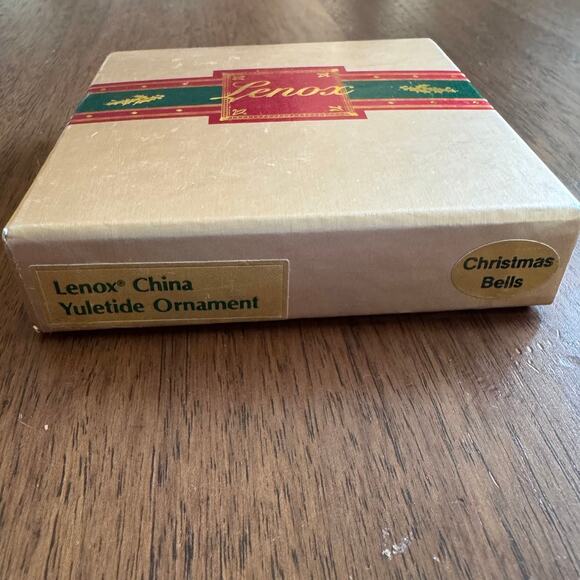 Lenox
Lenox® China
Yuletide Ornament
Christmas
Bells